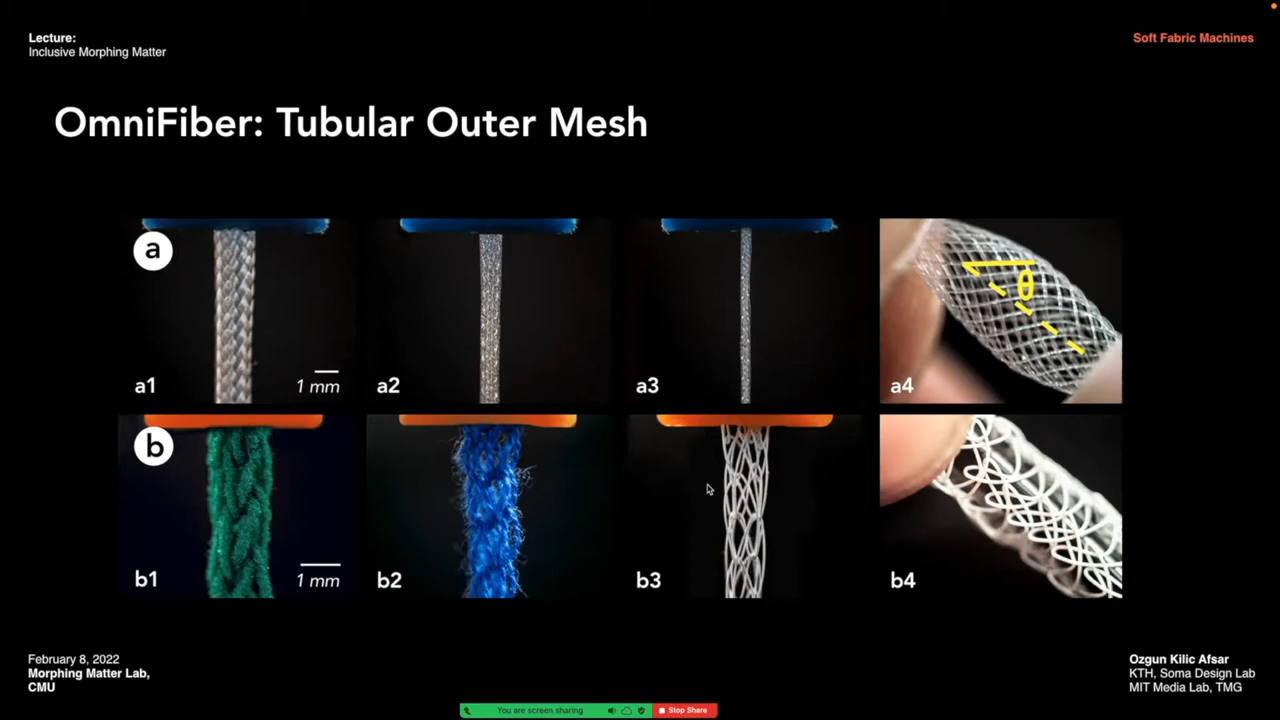 Lecture:
Inclusive Morphing Matter
Soft Fabric Machines
OmniFiber: Tubular Outer Mesh
a
a1
1 mm
a2
a3
θ
a4
b
b1
1 mm
b2
b3
b4
February 8, 2022
Morphing Matter Lab,
CMU
Ozgun Kilic Afsar
KTH, Soma Design Lab
MIT Media Lab, TMG
You are screen sharing
Stop Share